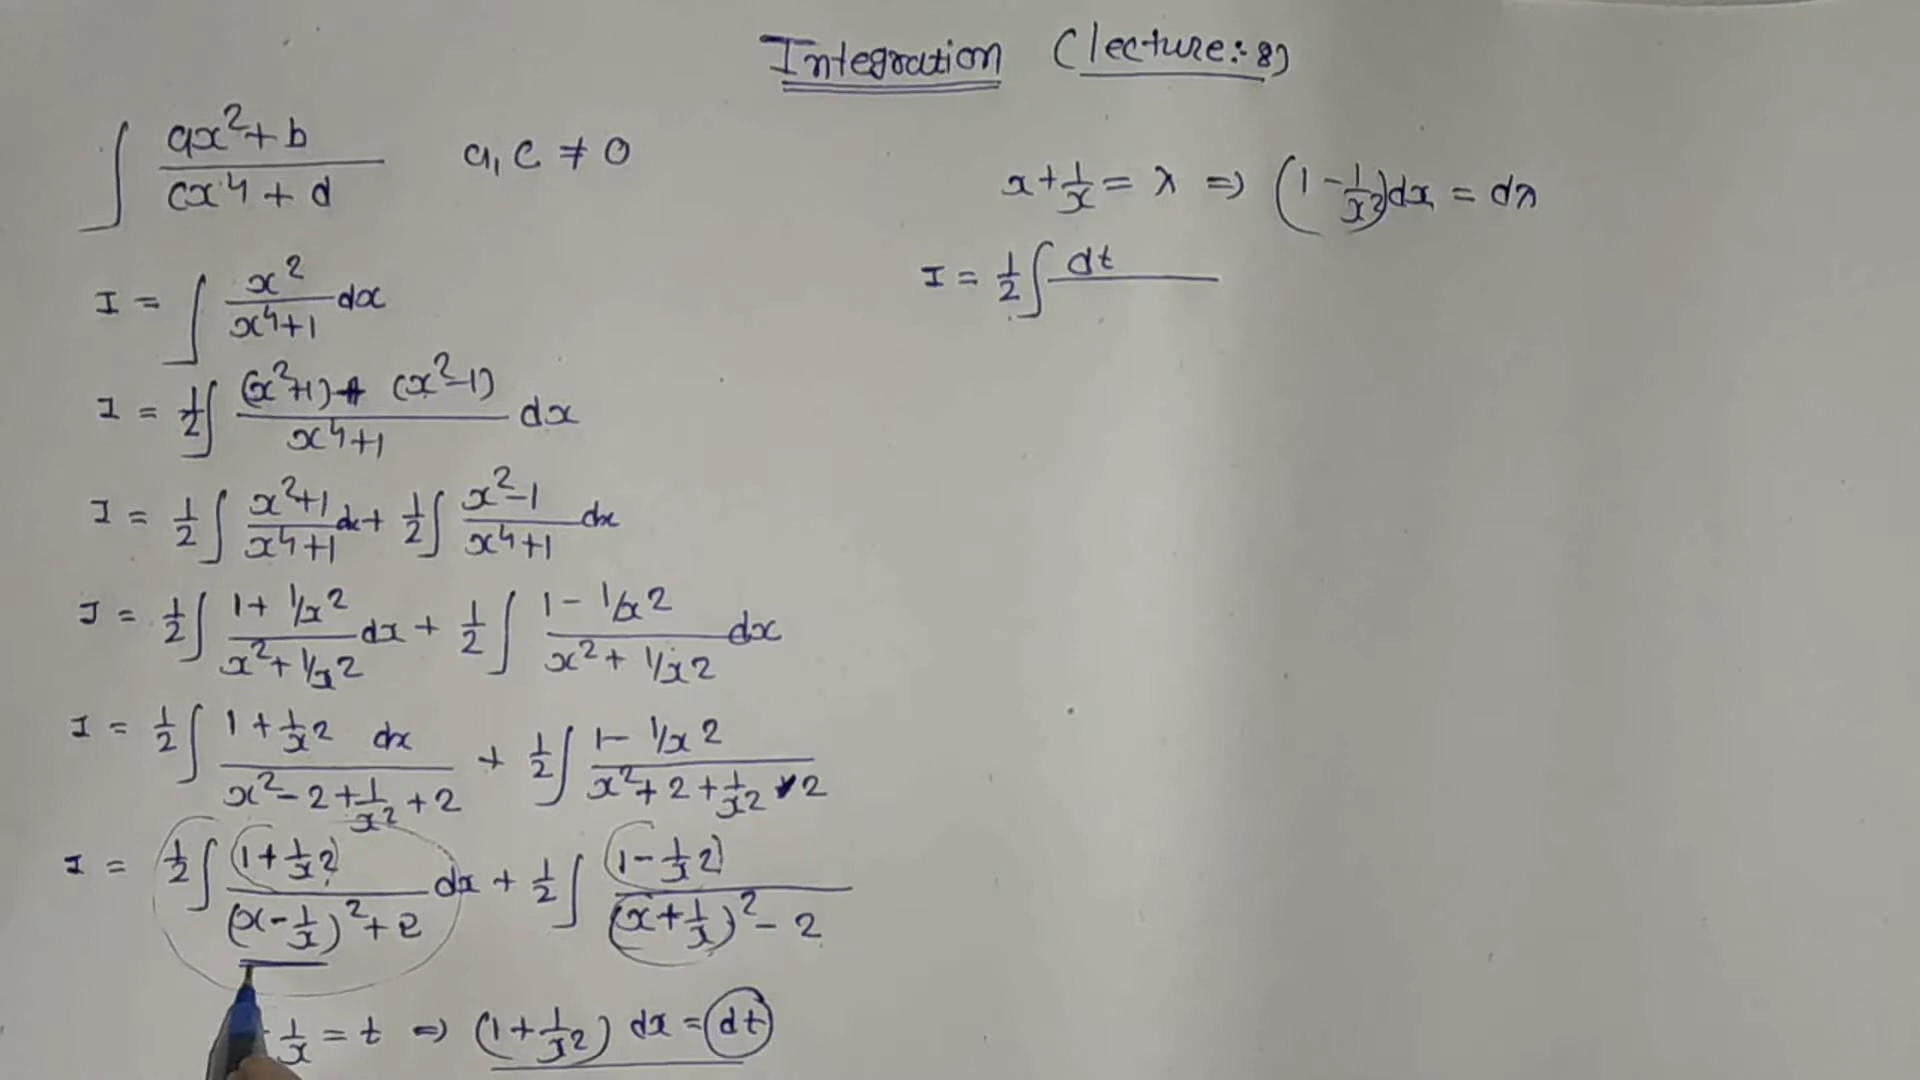 Integration (lecture:-8)
∫ (ax²+b)/(cx⁴+d)   a, c ≠ 0
I = ∫ x²/(x⁴+1) dx
I = 1/2 ∫ ((x²+1)+(x²-1))/(x⁴+1) dx
I = 1/2 ∫ (x²+1)/(x⁴+1) dx + 1/2 ∫ (x²-1)/(x⁴+1) dx
I = 1/2 ∫ (1+1/x²)/(x²+1/x²) dx + 1/2 ∫ (1-1/x²)/(x²+1/x²) dx
I = 1/2 ∫ (1+1/x² dx)/(x²-2+1/x²+2) + 1/2 ∫ (1-1/x²)/(x²+2+1/x²-2)
I = 1/2 ∫ (1+1/x²)/((x-1/x)²+2) dx + 1/2 ∫ (1-1/x²)/((x+1/x)²-2)
-1/x = t ⇒ (1+1/x²) dx = dt
x+1/x = λ ⇒ (1-1/x²)dx = dλ
I = 1/2 ∫ dt